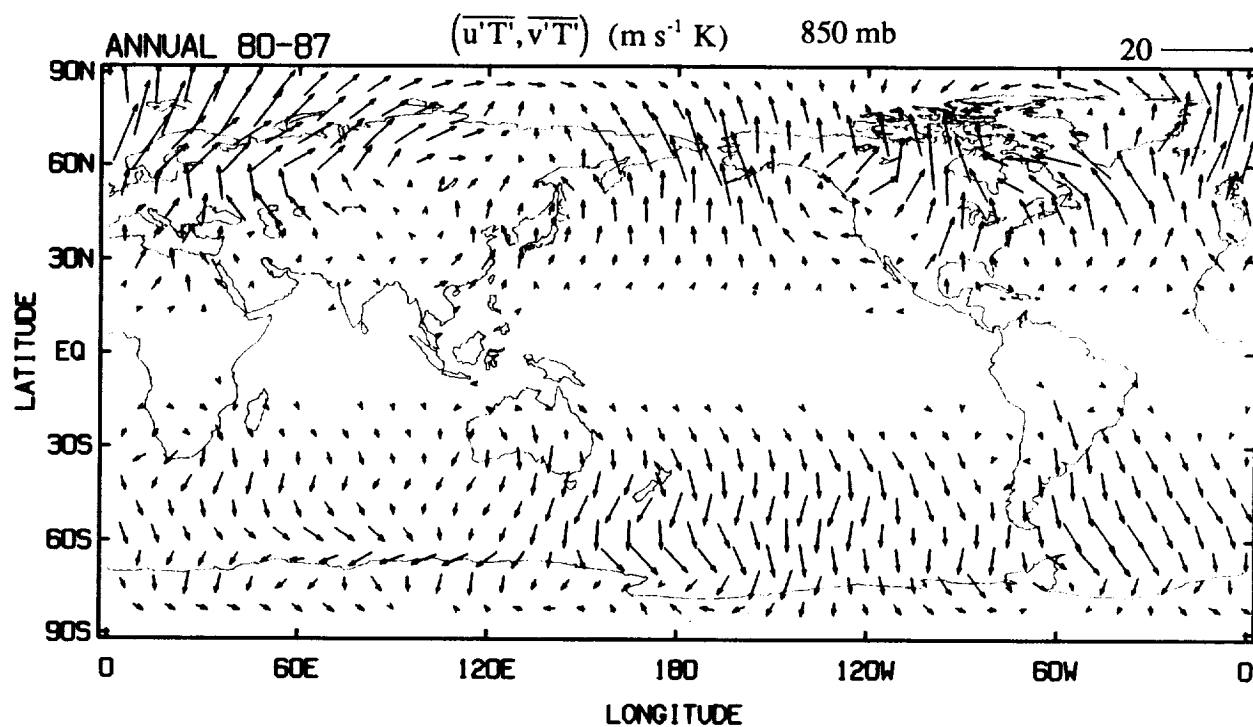 ANNUAL 80-87 (u'T', v'T') (m s⁻¹ K) 850 mb 20
90N
60N
30N
EQ
30S
60S
90S
LATITUDE
0 60E 120E 180 120W 60W 0
LONGITUDE